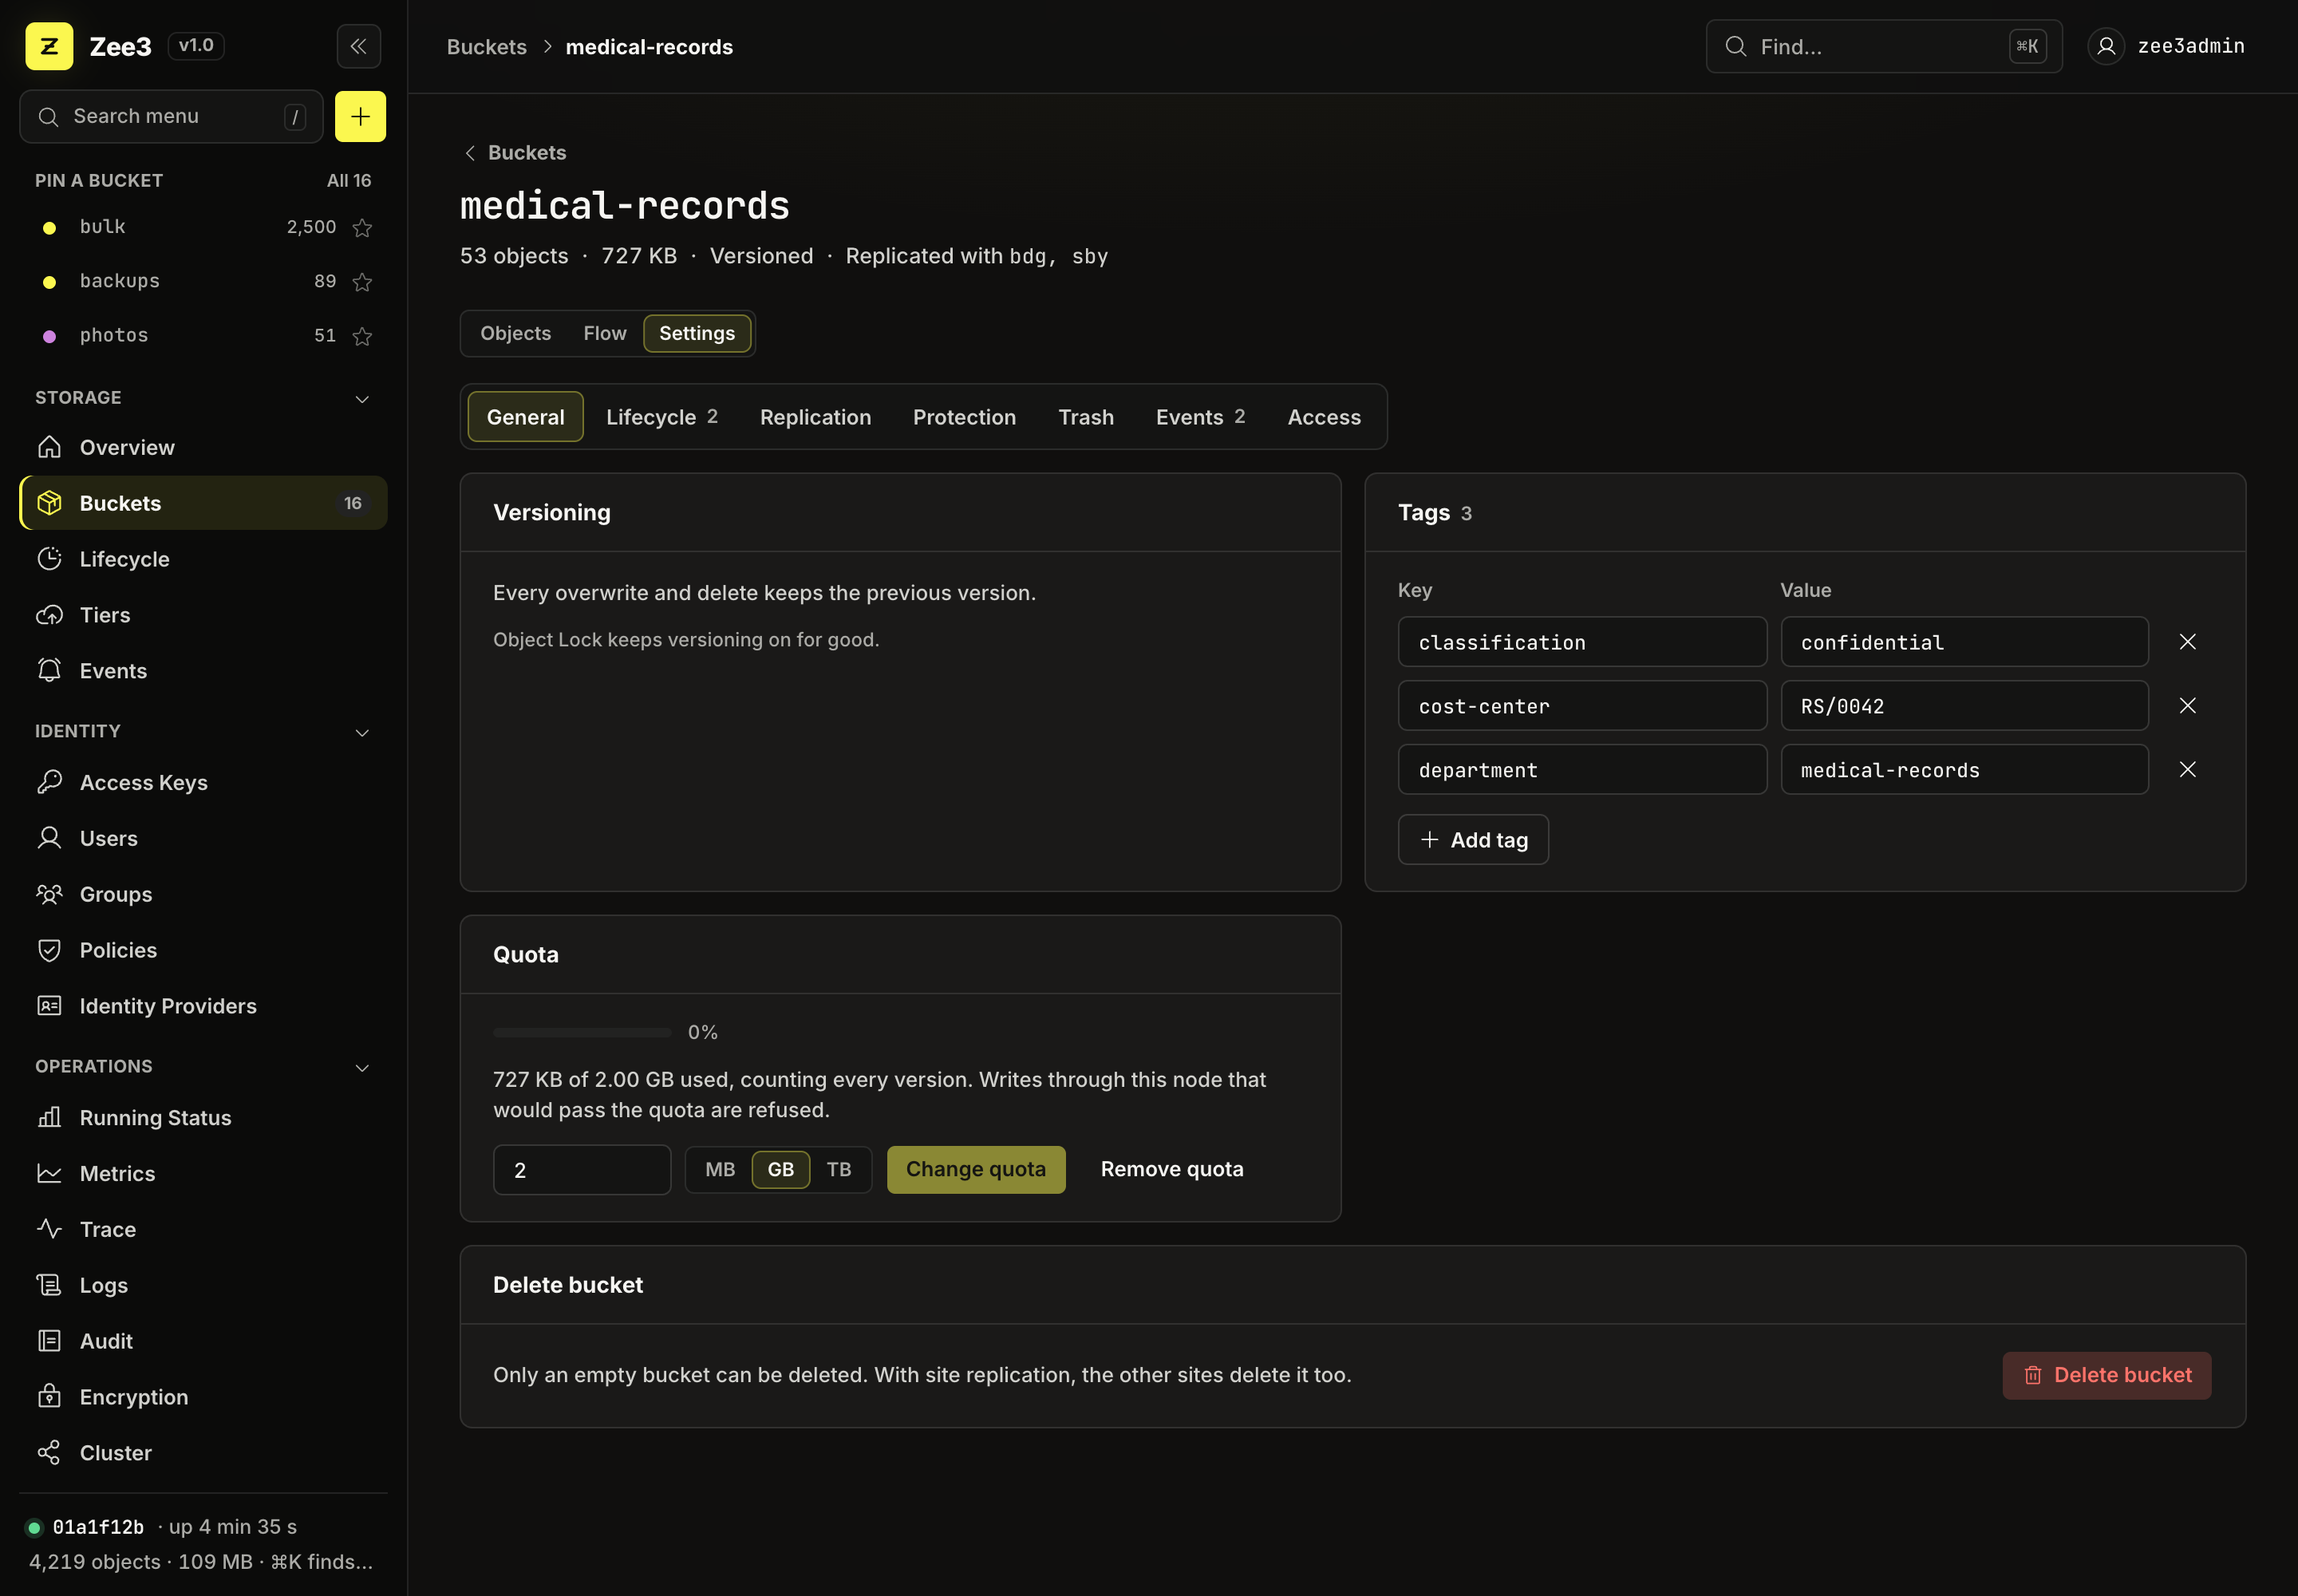 Z Zee3 v1.0
Search menu /
PIN A BUCKET All 16
bulk 2,500
backups 89
photos 51
STORAGE
Overview
Buckets 16
Lifecycle
Tiers
Events
IDENTITY
Access Keys
Users
Groups
Policies
Identity Providers
OPERATIONS
Running Status
Metrics
Trace
Logs
Audit
Encryption
Cluster
01a1f12b · up 4 min 35 s
4,219 objects · 109 MB · ⌘K finds…
Buckets > medical-records
Find... ⌘K zee3admin
Buckets
medical-records
53 objects · 727 KB · Versioned · Replicated with bdg, sby
Objects Flow Settings
General Lifecycle 2 Replication Protection Trash Events 2 Access
Versioning
Every overwrite and delete keeps the previous version.
Object Lock keeps versioning on for good.
Tags 3
Key Value
classification confidential
cost-center RS/0042
department medical-records
+ Add tag
Quota
0%
727 KB of 2.00 GB used, counting every version. Writes through this node that
would pass the quota are refused.
2 MB GB TB Change quota Remove quota
Delete bucket
Only an empty bucket can be deleted. With site replication, the other sites delete it too.
Delete bucket